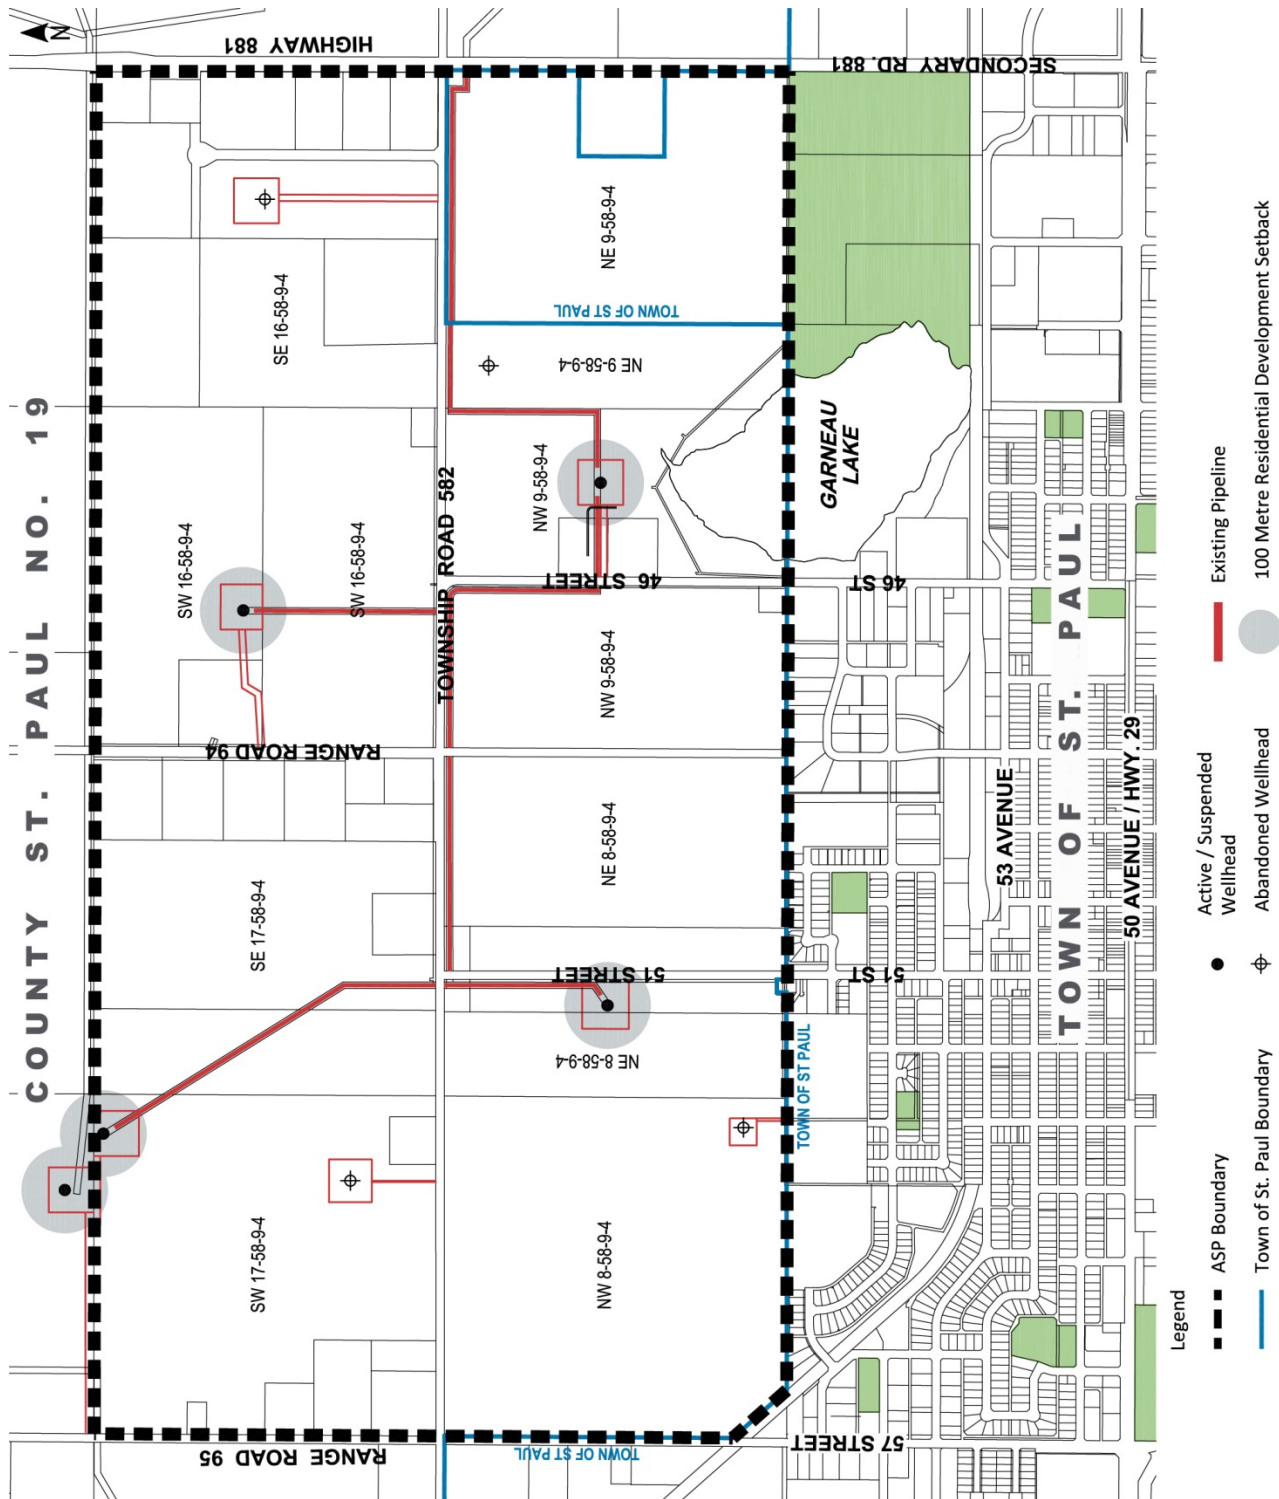 N
HIGHWAY 881
SECONDARY RD. 881
COUNTY ST. PAUL NO. 19
SE 16-58-9-4
NE 9-58-9-4
TOWN OF ST PAUL
NE 9-58-9-4
SW 16-58-9-4
SW 16-58-9-4
NW 9-58-9-4
TOWNSHIP ROAD 582
46 STREET
46 ST
GARNEAU
LAKE
NW 9-58-9-4
RANGE ROAD 94
SE 17-58-9-4
NE 8-58-9-4
51 STREET
51 ST
NE 8-58-9-4
SW 17-58-9-4
NW 8-58-9-4
TOWN OF ST PAUL
RANGE ROAD 95
TOWN OF ST PAUL
57 STREET
53 AVENUE
TOWN OF ST. PAUL
50 AVENUE / HWY. 29
Legend
ASP Boundary
Town of St. Paul Boundary
Active / Suspended
Wellhead
Abandoned Wellhead
Existing Pipeline
100 Metre Residential Development Setback